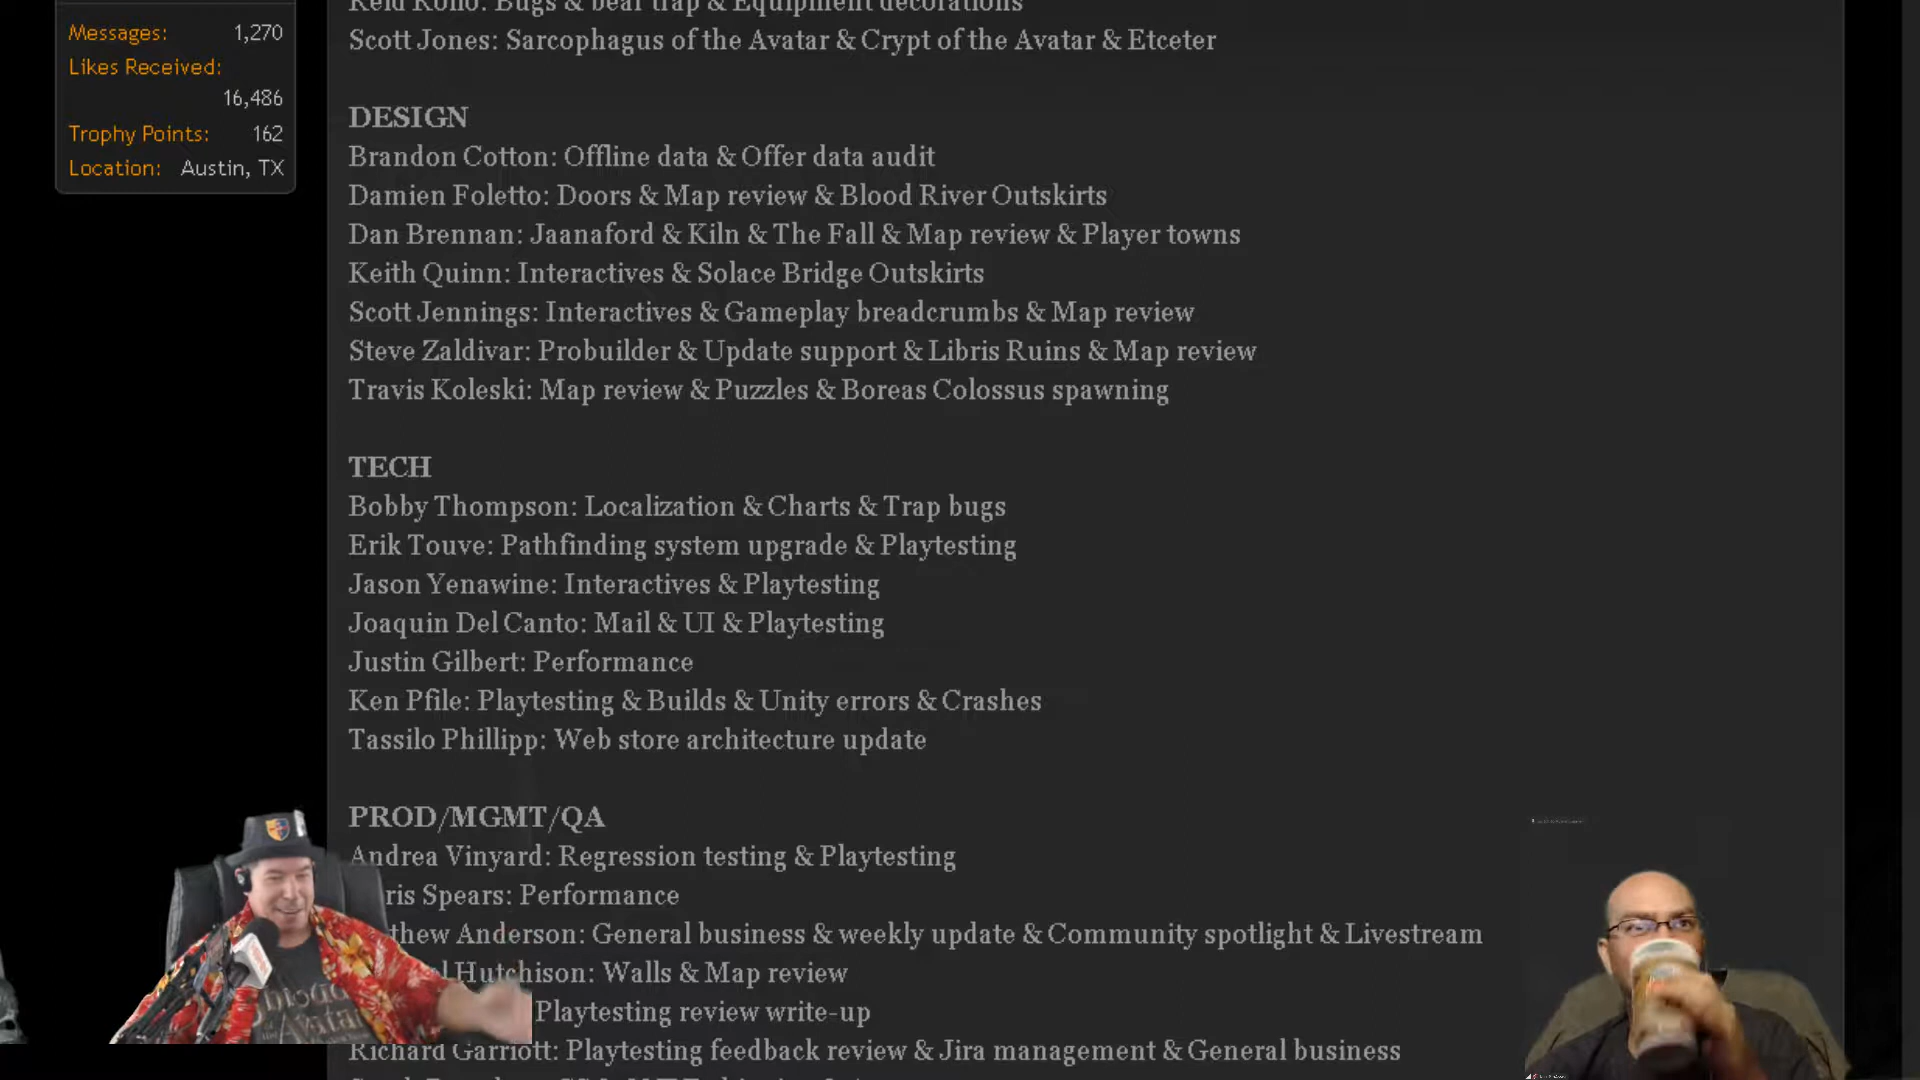 Reid Kono: Bugs & bear trap & Equipment decorations
Messages: 1,270
Scott Jones: Sarcophagus of the Avatar & Crypt of the Avatar & Etceter
Likes Received:
16,486
Trophy Points: 162
Location: Austin, TX
DESIGN
Brandon Cotton: Offline data & Offer data audit
Damien Foletto: Doors & Map review & Blood River Outskirts
Dan Brennan: Jaanaford & Kiln & The Fall & Map review & Player towns
Keith Quinn: Interactives & Solace Bridge Outskirts
Scott Jennings: Interactives & Gameplay breadcrumbs & Map review
Steve Zaldivar: Probuilder & Update support & Libris Ruins & Map review
Travis Koleski: Map review & Puzzles & Boreas Colossus spawning
TECH
Bobby Thompson: Localization & Charts & Trap bugs
Erik Touve: Pathfinding system upgrade & Playtesting
Jason Yenawine: Interactives & Playtesting
Joaquin Del Canto: Mail & UI & Playtesting
Justin Gilbert: Performance
Ken Pfile: Playtesting & Builds & Unity errors & Crashes
Tassilo Phillipp: Web store architecture update
PROD/MGMT/QA
Andrea Vinyard: Regression testing & Playtesting
ris Spears: Performance
thew Anderson: General business & weekly update & Community spotlight & Livestream
l Hutchison: Walls & Map review
Playtesting review write-up
Richard Garriott: Playtesting feedback review & Jira management & General business